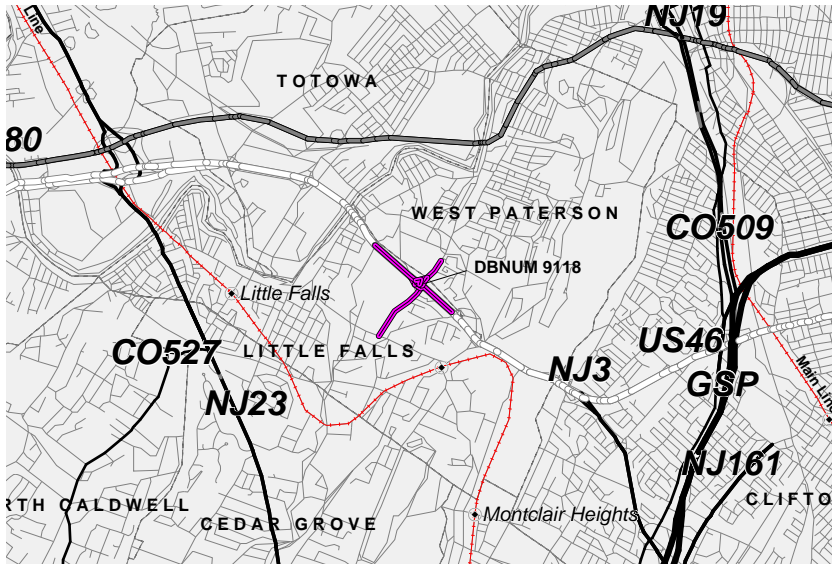 Line
NJ19
TOTOWA
80
WEST PATERSON
CO509
DBNUM 9118
Little Falls
US46
CO527
LITTLE FALLS
NJ3
GSP
Main Line
NJ23
NJ161
RTH CALDWELL
CLIFTO
CEDAR GROVE
Montclair Heights